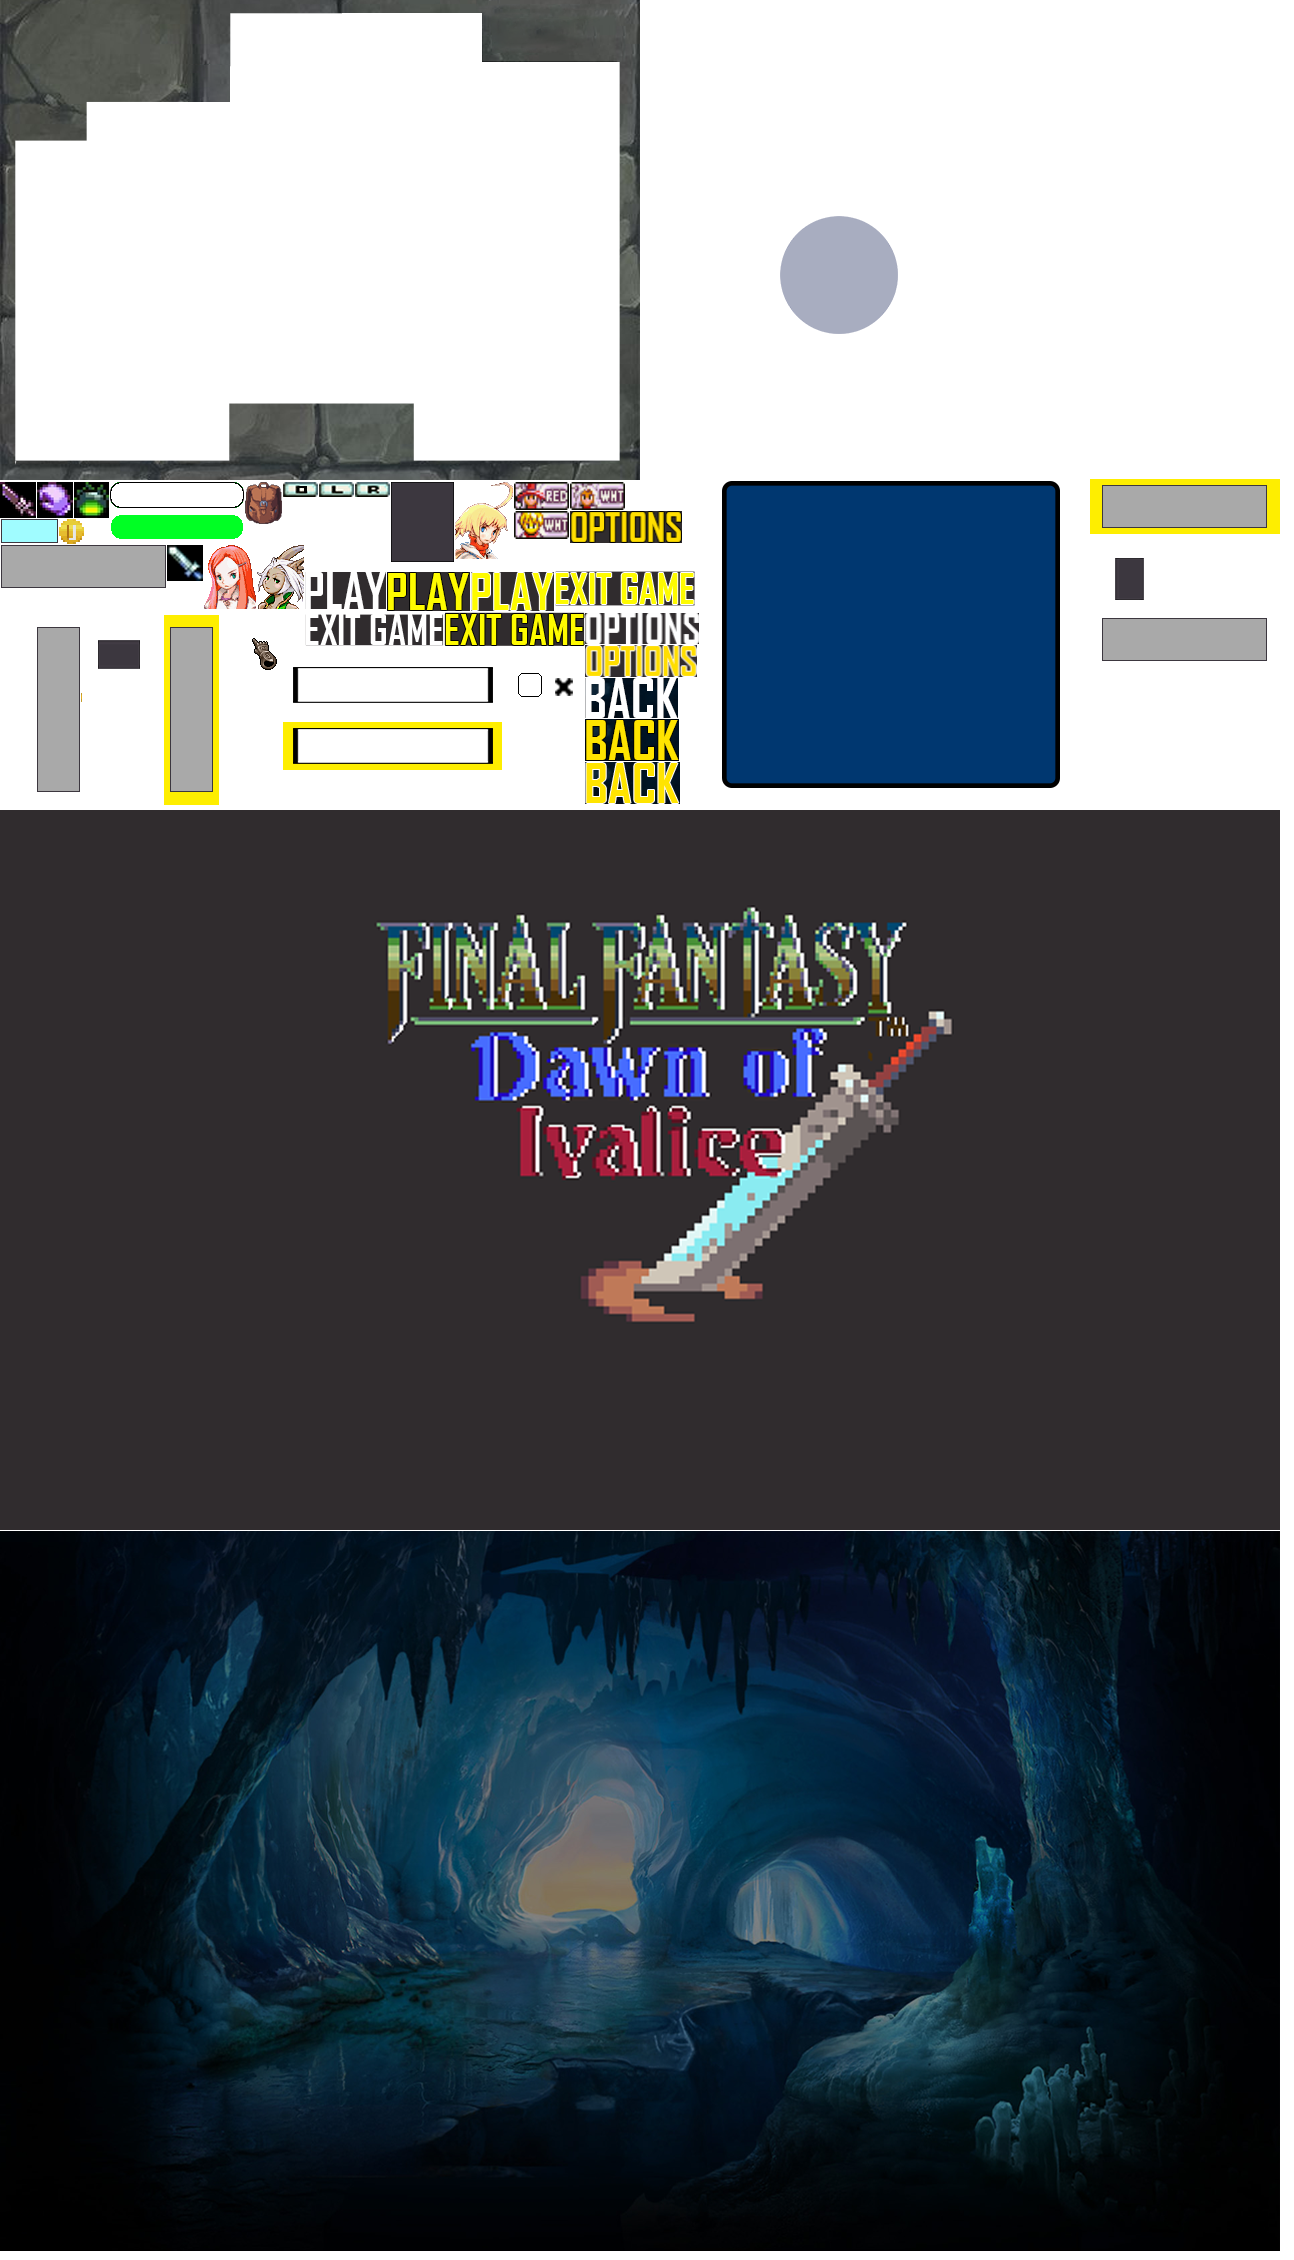 O L R
RED WHT
WHT OPTIONS
PLAY PLAY PLAY EXIT GAME
EXIT GAME EXIT GAME OPTIONS
OPTIONS
BACK
BACK
BACK
FINAL FANTASY
TM
Dawn of
Ivalice